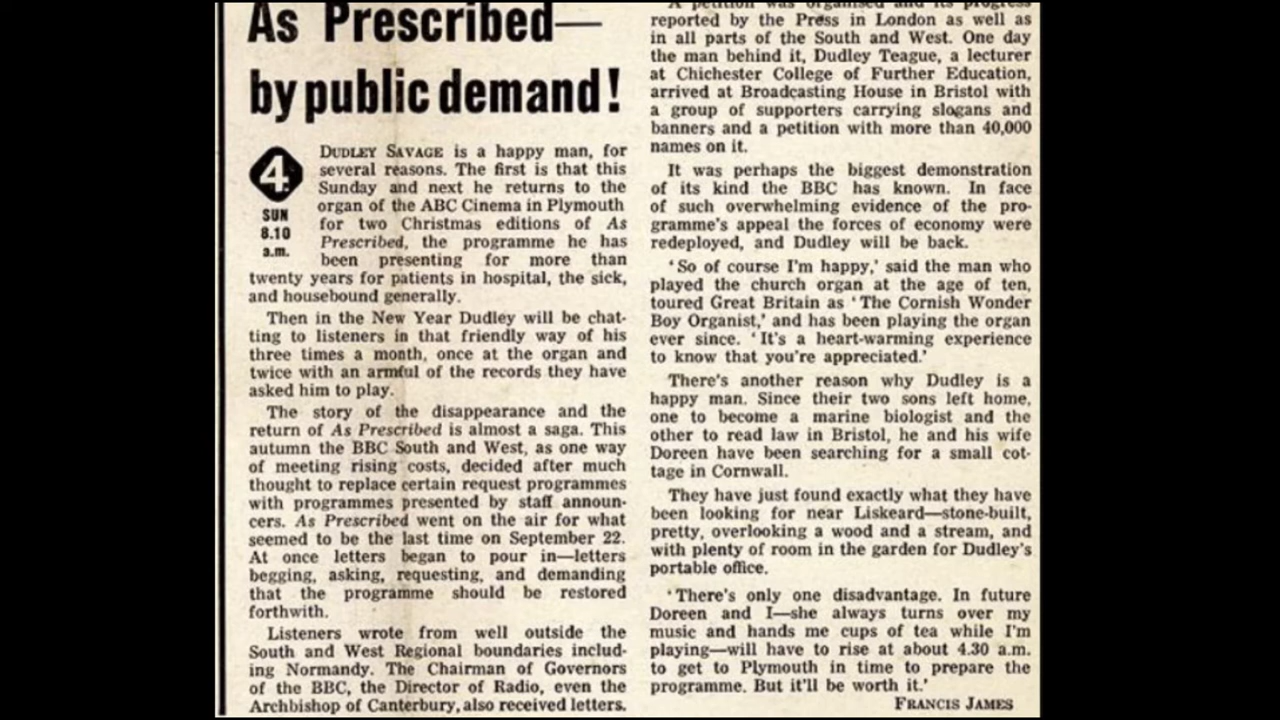 As Prescribed—
by public demand!
4
SUN
8.10
a.m.
DUDLEY SAVAGE is a happy man, for
several reasons. The first is that this
Sunday and next he returns to the
organ of the ABC Cinema in Plymouth
for two Christmas editions of As
Prescribed, the programme he has
been presenting for more than
twenty years for patients in hospital, the sick,
and housebound generally.
Then in the New Year Dudley will be chat-
ting to listeners in that friendly way of his
three times a month, once at the organ and
twice with an armful of the records they have
asked him to play.
The story of the disappearance and the
return of As Prescribed is almost a saga. This
autumn the BBC South and West, as one way
of meeting rising costs, decided after much
thought to replace certain request programmes
with programmes presented by staff announ-
cers. As Prescribed went on the air for what
seemed to be the last time on September 22.
At once letters began to pour in—letters
begging, asking, requesting, and demanding
that the programme should be restored
forthwith.
Listeners wrote from well outside the
South and West Regional boundaries includ-
ing Normandy. The Chairman of Governors
of the BBC, the Director of Radio, even the
Archbishop of Canterbury, also received letters.
A petition was organised and its progress
reported by the Press in London as well as
in all parts of the South and West. One day
the man behind it, Dudley Teague, a lecturer
at Chichester College of Further Education,
arrived at Broadcasting House in Bristol with
a group of supporters carrying slogans and
banners and a petition with more than 40,000
names on it.
It was perhaps the biggest demonstration
of its kind the BBC has known. In face
of such overwhelming evidence of the pro-
gramme's appeal the forces of economy were
redeployed, and Dudley will be back.
'So of course I'm happy,' said the man who
played the church organ at the age of ten,
toured Great Britain as 'The Cornish Wonder
Boy Organist,' and has been playing the organ
ever since. 'It's a heart-warming experience
to know that you're appreciated.'
There's another reason why Dudley is a
happy man. Since their two sons left home,
one to become a marine biologist and the
other to read law in Bristol, he and his wife
Doreen have been searching for a small cot-
tage in Cornwall.
They have just found exactly what they have
been looking for near Liskeard—stone-built,
pretty, overlooking a wood and a stream, and
with plenty of room in the garden for Dudley's
portable office.
'There's only one disadvantage. In future
Doreen and I—she always turns over my
music and hands me cups of tea while I'm
playing—will have to rise at about 4.30 a.m.
to get to Plymouth in time to prepare the
programme. But it'll be worth it.'
FRANCIS JAMES